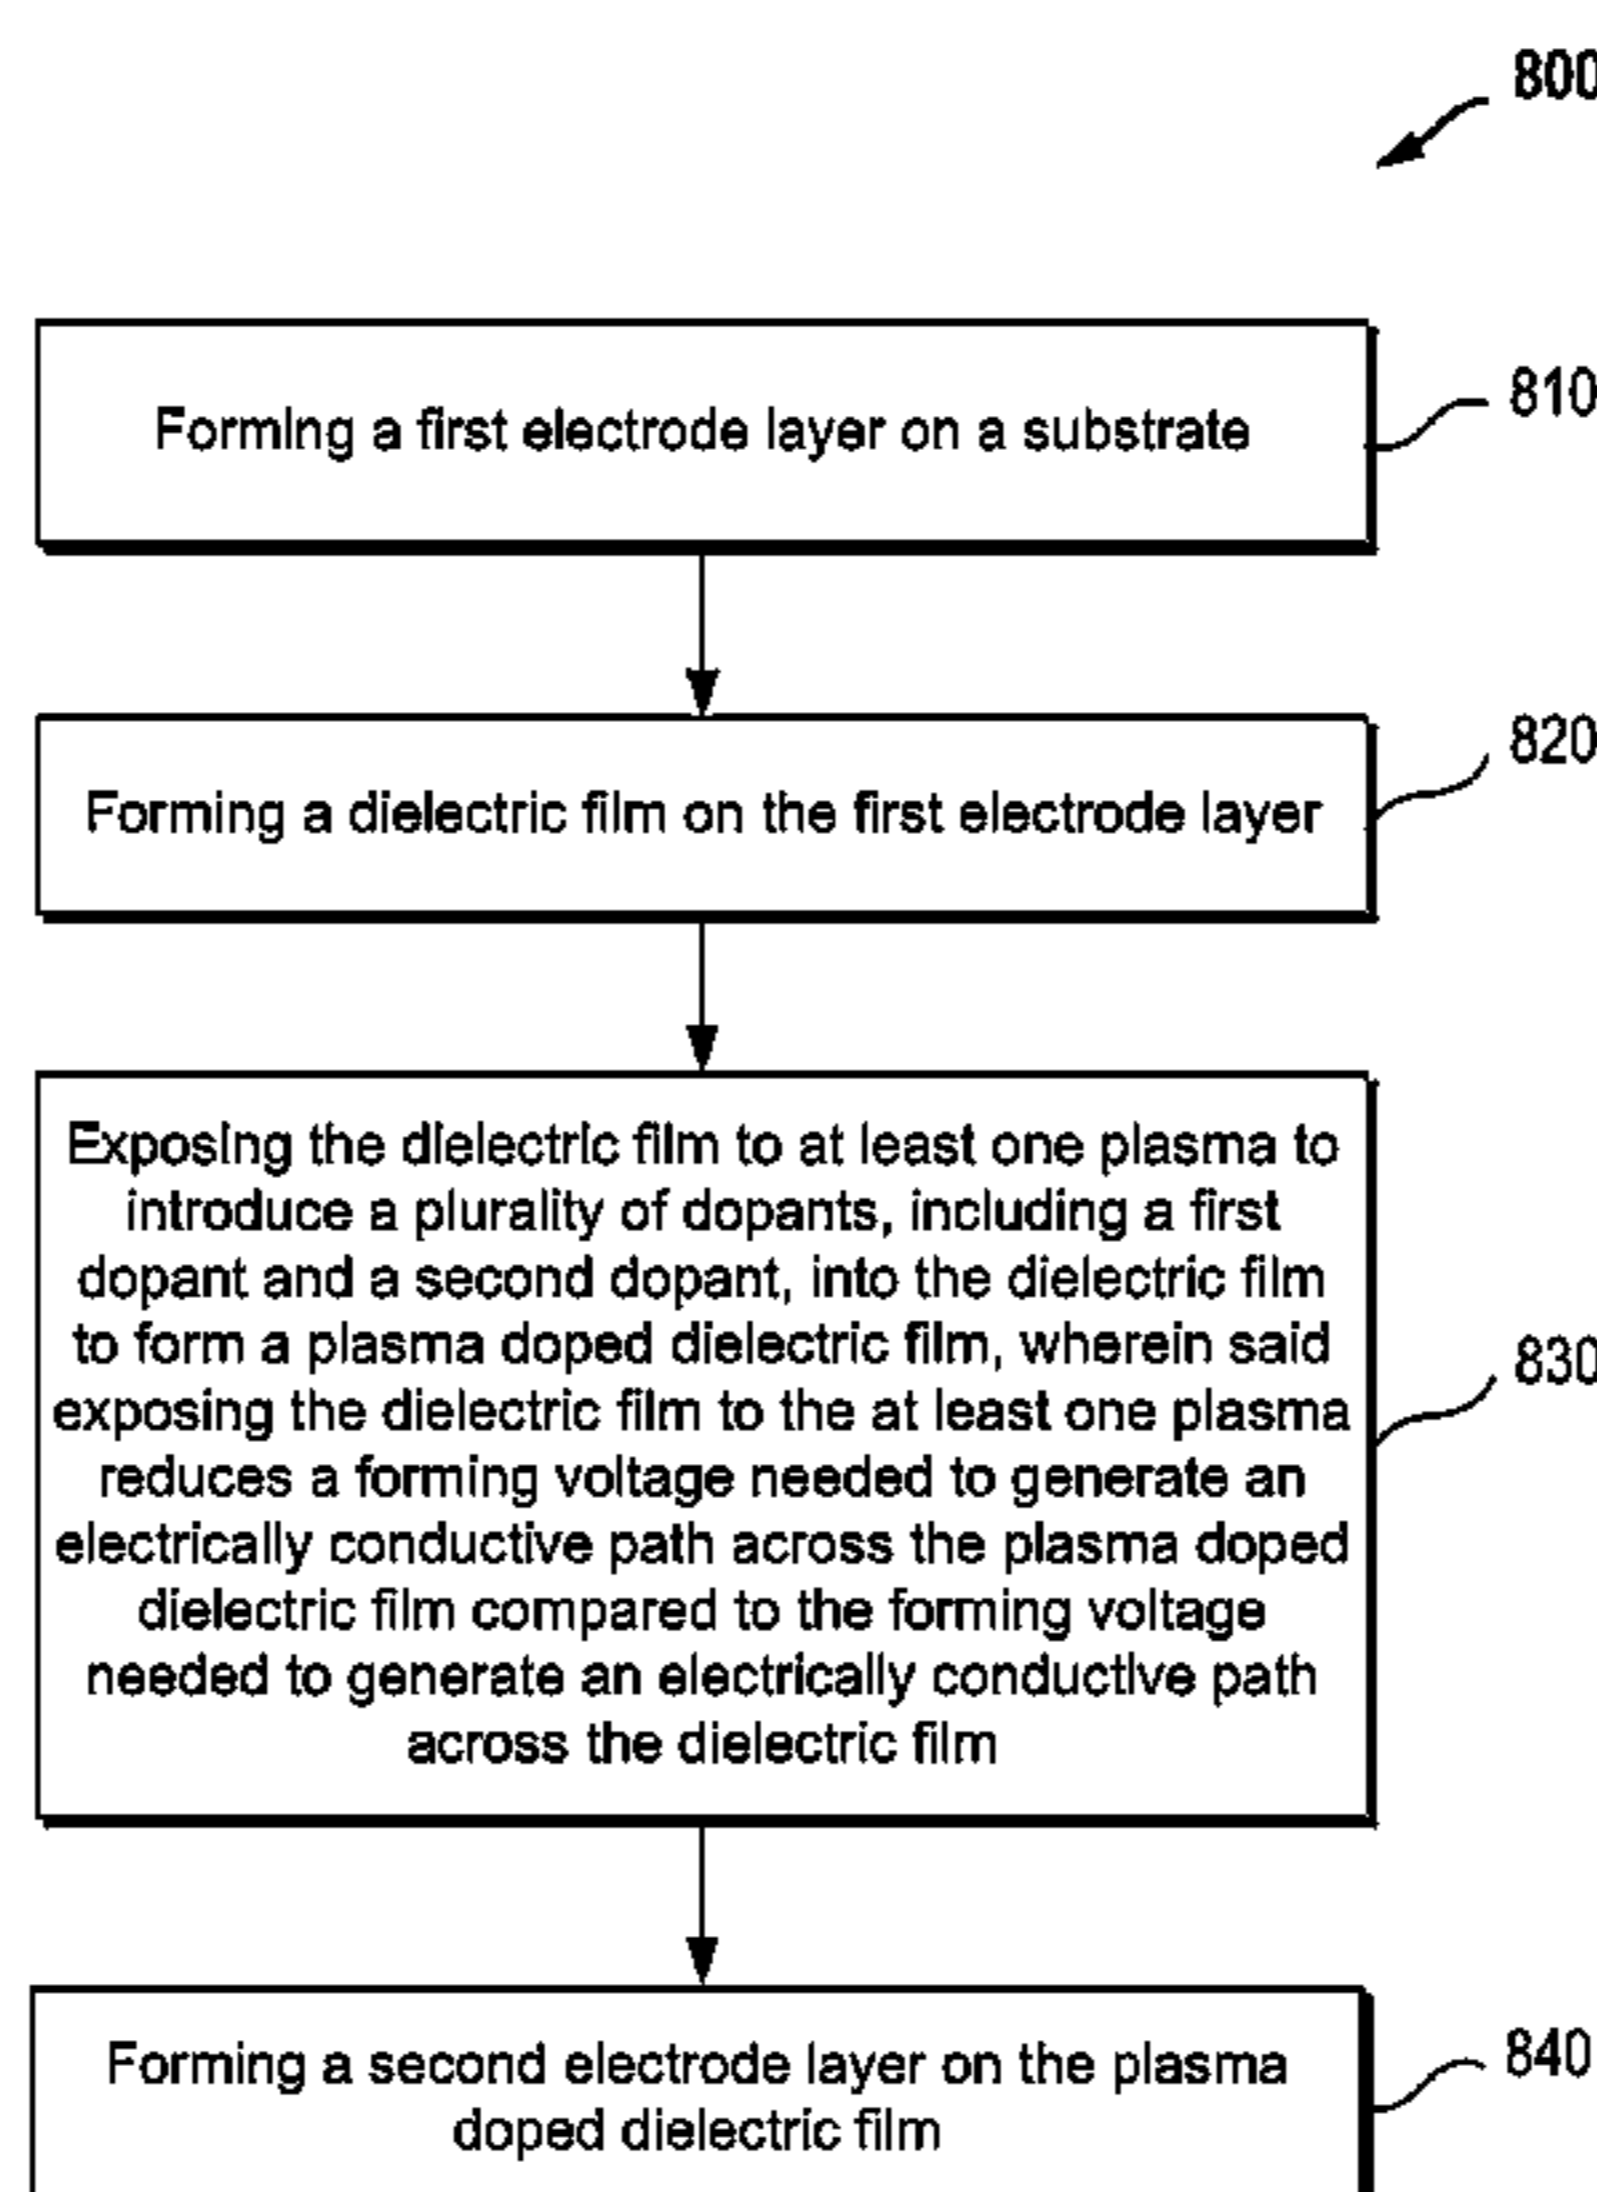 800
Forming a first electrode layer on a substrate
810
Forming a dielectric film on the first electrode layer
820
Exposing the dielectric film to at least one plasma to
introduce a plurality of dopants, including a first
dopant and a second dopant, into the dielectric film
to form a plasma doped dielectric film, wherein said
exposing the dielectric film to the at least one plasma
reduces a forming voltage needed to generate an
electrically conductive path across the plasma doped
dielectric film compared to the forming voltage
needed to generate an electrically conductive path
across the dielectric film
830
Forming a second electrode layer on the plasma
doped dielectric film
840